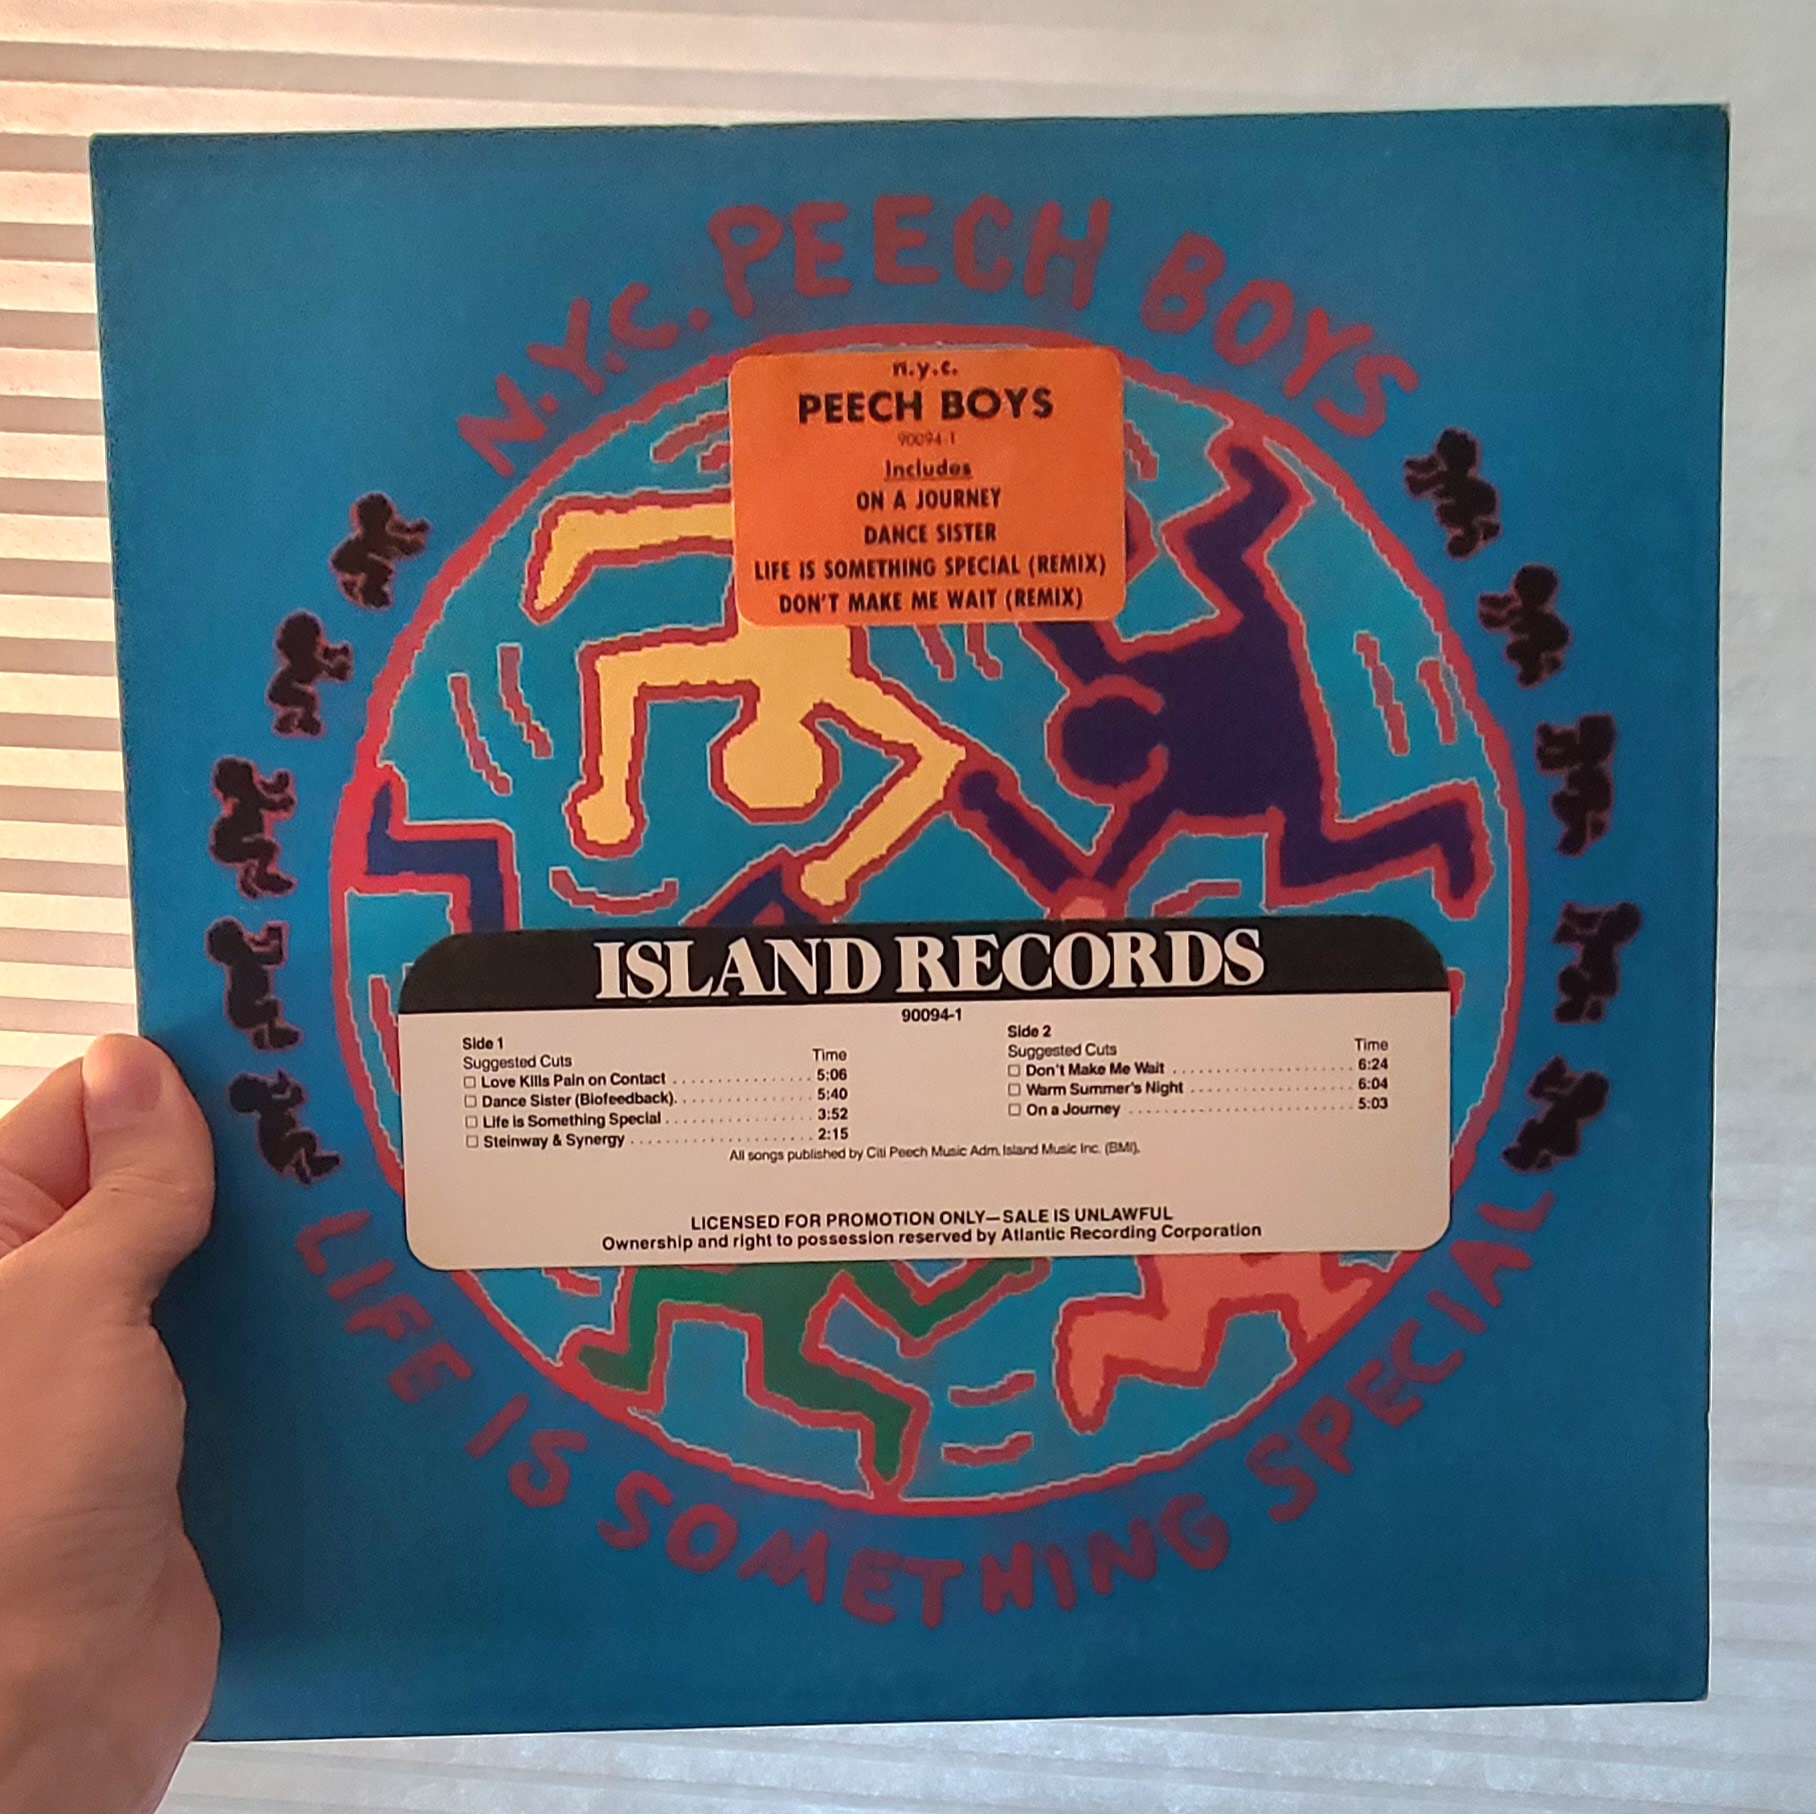 N.Y.C. PEECH BOYS
n.y.c.
PEECH BOYS
90094-1
Includes
ON A JOURNEY
DANCE SISTER
LIFE IS SOMETHING SPECIAL (REMIX)
DON'T MAKE ME WAIT (REMIX)
ISLAND RECORDS
90094-1
Side 1
Suggested Cuts Time
Love Kills Pain on Contact . . . . . . . . . . . . . . . 5:06
Dance Sister (Biofeedback). . . . . . . . . . . . . . . 5:40
Life is Something Special . . . . . . . . . . . . . . . . 3:52
Steinway & Synergy . . . . . . . . . . . . . . . . . . . . 2:15
Side 2
Suggested Cuts Time
Don't Make Me Wait . . . . . . . . . . . . . . . . . . . . 6:24
Warm Summer's Night . . . . . . . . . . . . . . . . . . 6:04
On a Journey . . . . . . . . . . . . . . . . . . . . . . . . . 5:03
All songs published by Citi Peech Music Adm. Island Music Inc. (BMI).
LICENSED FOR PROMOTION ONLY—SALE IS UNLAWFUL
Ownership and right to possession reserved by Atlantic Recording Corporation
LIFE IS SOMETHING SPECIAL